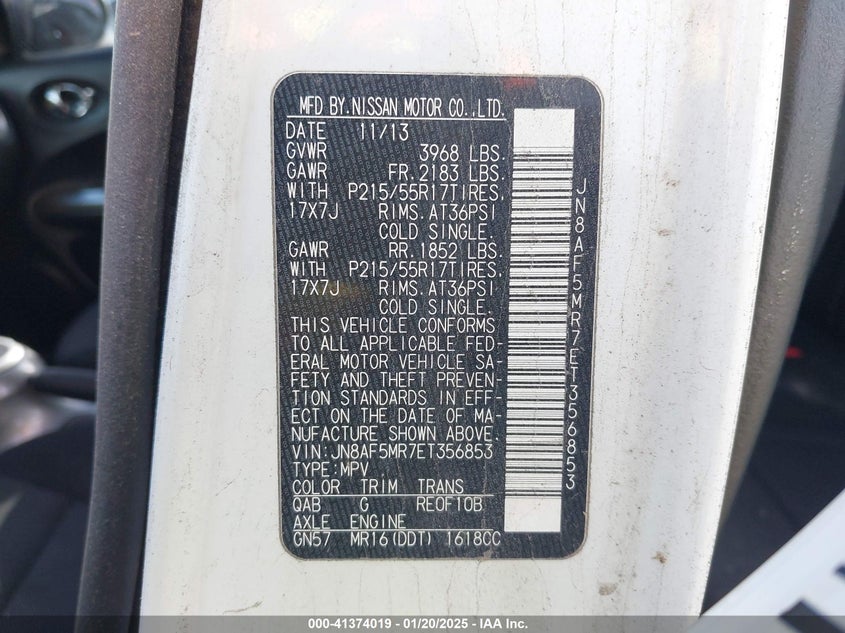 MFD BY.NISSAN MOTOR CO.,LTD.
DATE 11/13
GVWR 3968 LBS.
GAWR FR.2183 LBS.
WITH P215/55R17TIRES.
17X7J RIMS.AT36PSI
COLD SINGLE.
GAWR RR.1852 LBS.
WITH P215/55R17TIRES.
17X7J RIMS.AT36PSI
COLD SINGLE.
THIS VEHICLE CONFORMS
TO ALL APPLICABLE FED-
ERAL MOTOR VEHICLE SA-
FETY AND THEFT PREVEN-
TION STANDARDS IN EFF-
ECT ON THE DATE OF MA-
NUFACTURE SHOWN ABOVE.
VIN:JN8AF5MR7ET356853
TYPE:MPV
COLOR TRIM TRANS
QAB G REOF10B
AXLE ENGINE
GN57 MR16(DDT) 1618CC
JN8AF5MR7ET356853
000-41374019 - 01/20/2025 - IAA Inc.